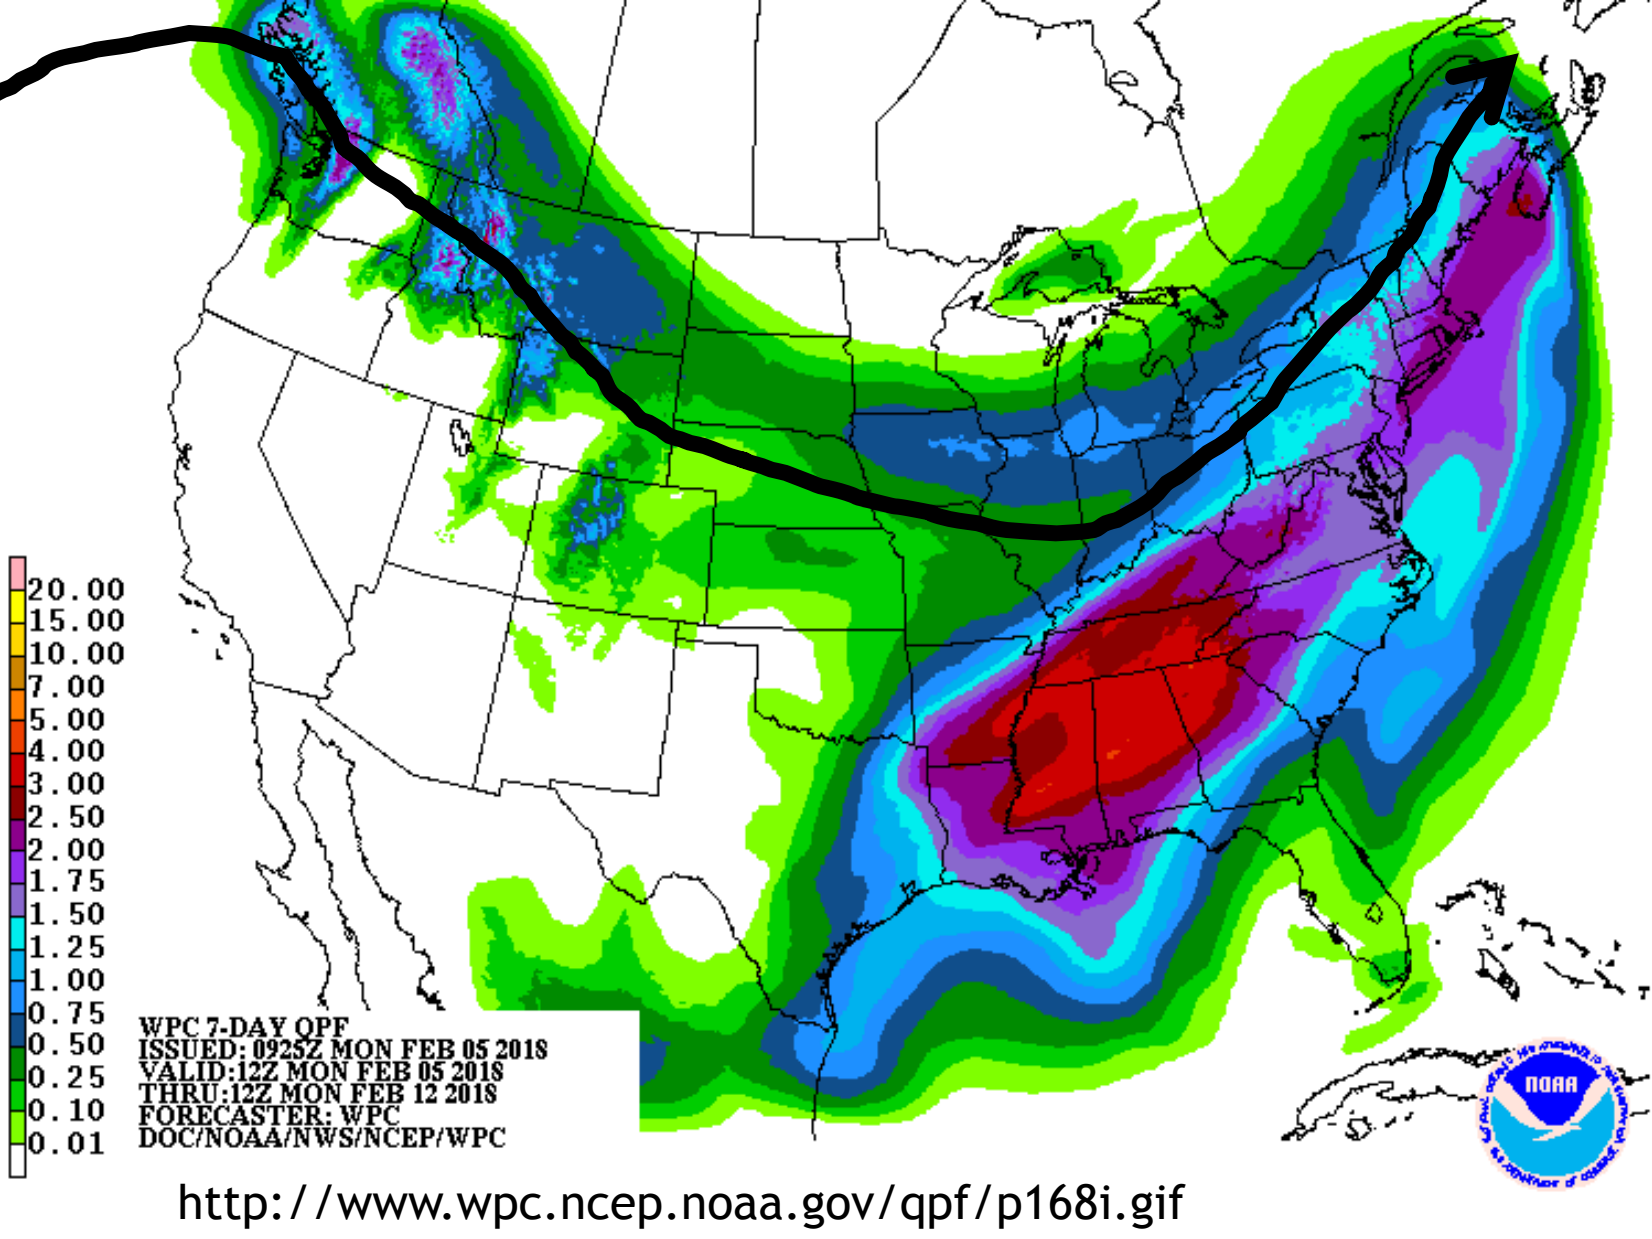 20.00
15.00
10.00
7.00
5.00
4.00
3.00
2.50
2.00
1.75
1.50
1.25
1.00
0.75
0.50
0.25
0.10
0.01
WPC 7-DAY QPF
ISSUED: 0925Z MON FEB 05 2018
VALID:12Z MON FEB 05 2018
THRU:12Z MON FEB 12 2018
FORECASTER: WPC
DOC/NOAA/NWS/NCEP/WPC
NOAA
http://www.wpc.ncep.noaa.gov/qpf/p168i.gif